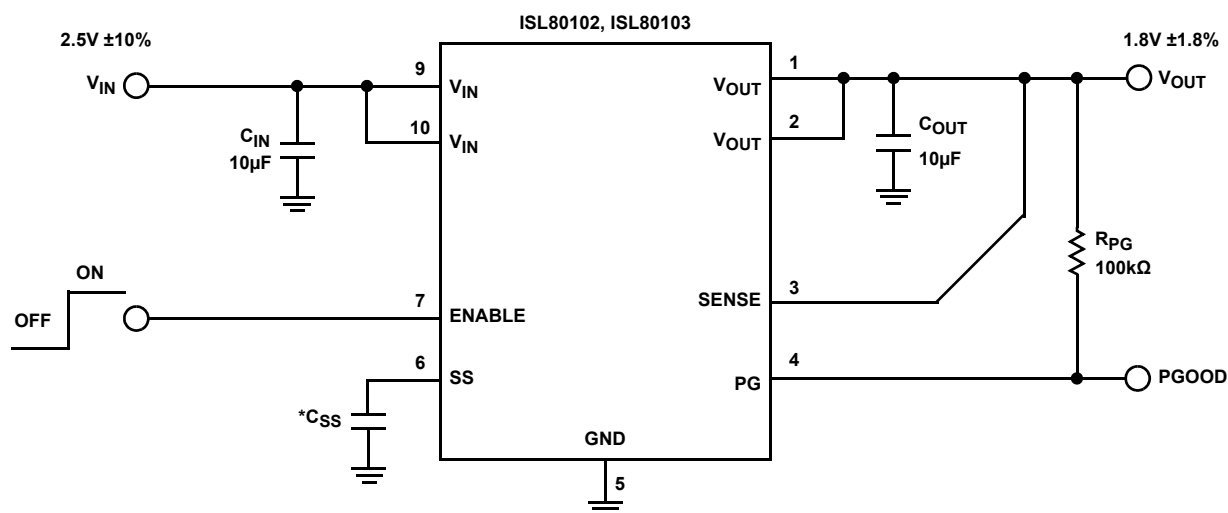 ISL80102, ISL80103
2.5V ±10%
1.8V ±1.8%
VIN
9
VIN
VOUT
1
VOUT
10
VIN
VOUT
2
CIN
10µF
COUT
10µF
RPG
100kΩ
ON
OFF
7
ENABLE
SENSE
3
6
SS
PG
4
PGOOD
*CSS
GND
5